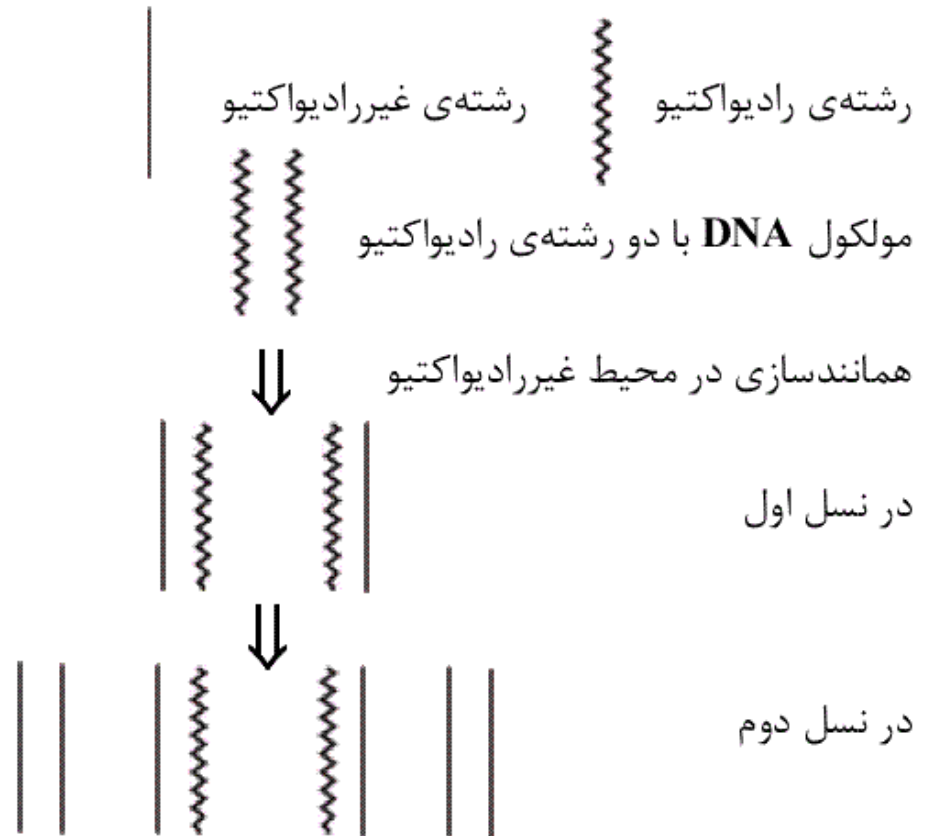 رشته‌ی رادیواکتیو رشته‌ی غیررادیواکتیو
مولکول DNA با دو رشته‌ی رادیواکتیو
همانندسازی در محیط غیررادیواکتیو
در نسل اول
در نسل دوم